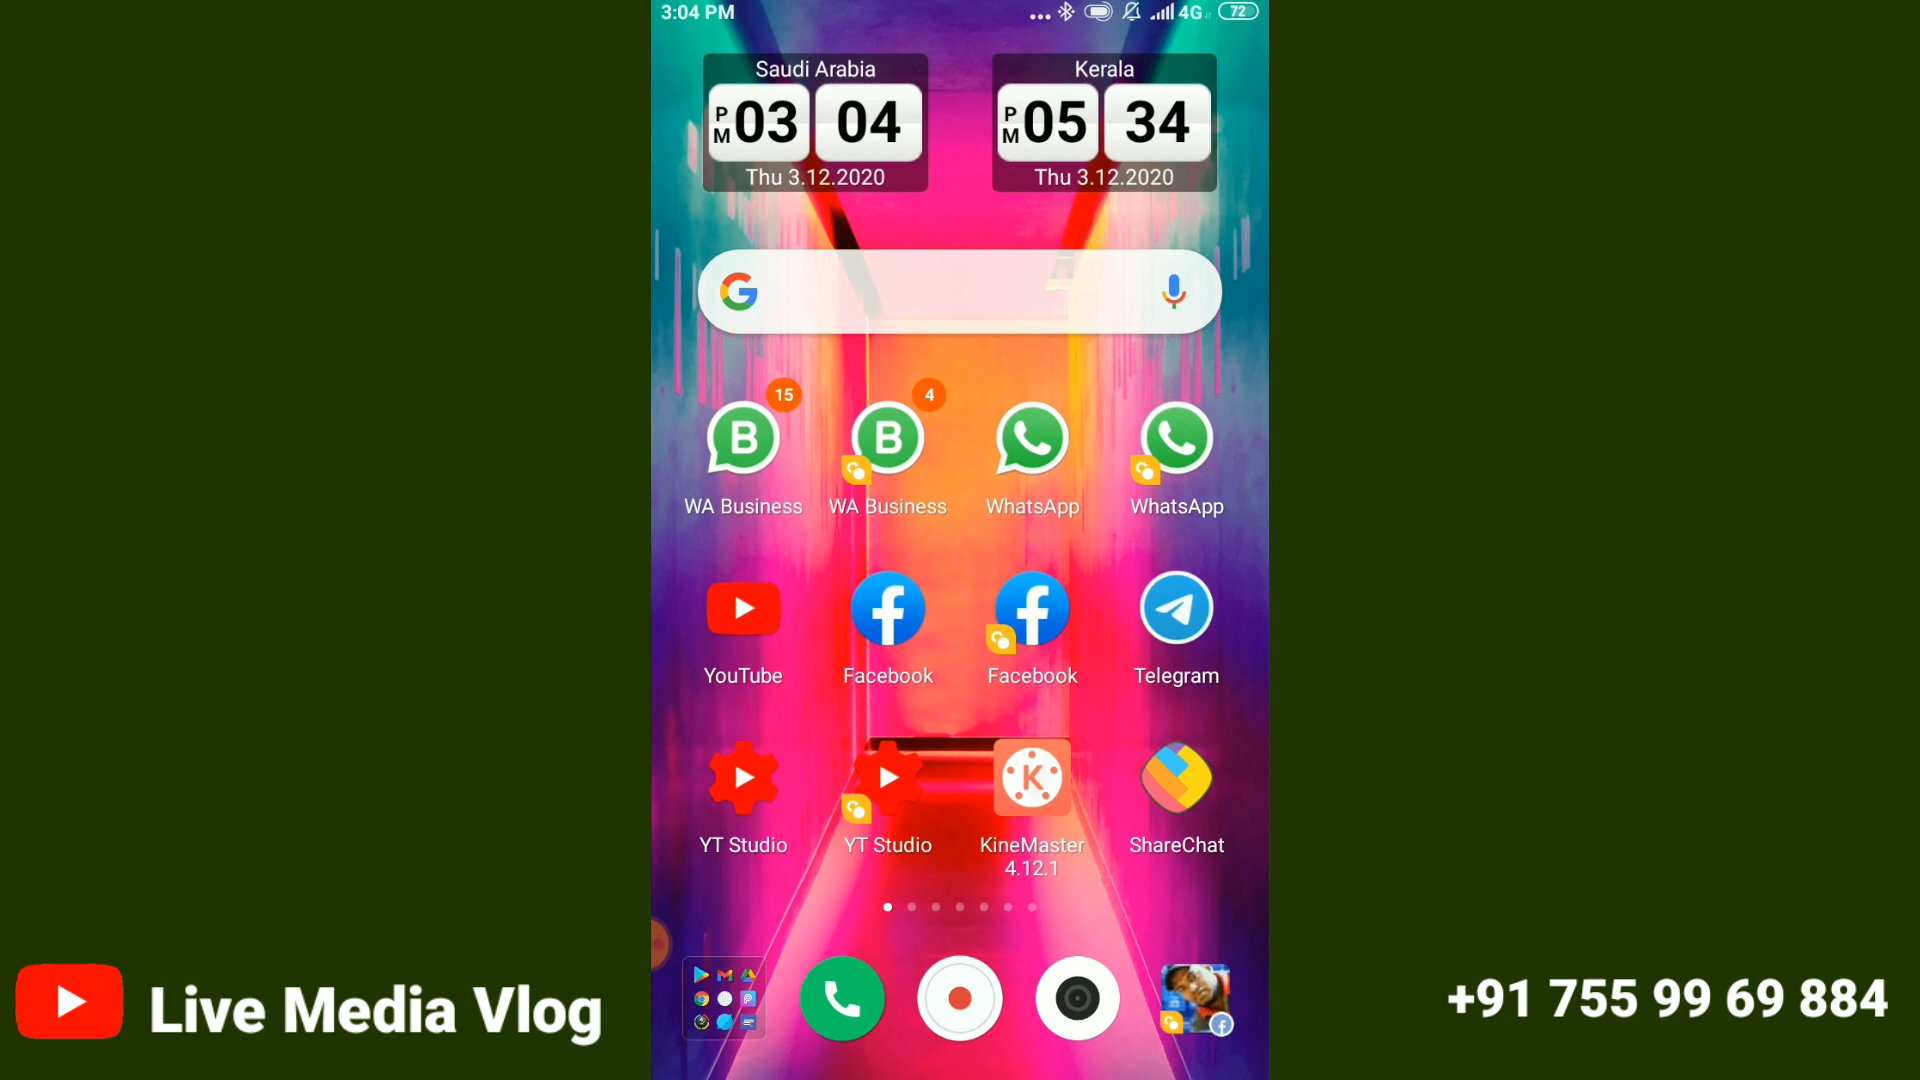 3:04 PM
4G
72
Saudi Arabia
PM 03 04
Thu 3.12.2020
Kerala
PM 05 34
Thu 3.12.2020
15
4
WA Business
WA Business
WhatsApp
WhatsApp
YouTube
Facebook
Facebook
Telegram
YT Studio
YT Studio
KineMaster
4.12.1
ShareChat
Live Media Vlog
+91 755 99 69 884